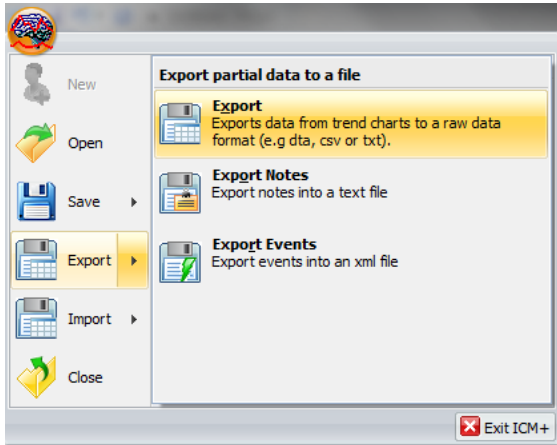 New
Open
Save
Export
Import
Close
Export partial data to a file
Export
Exports data from trend charts to a raw data
format (e.g dta, csv or txt).
Export Notes
Export notes into a text file
Export Events
Export events into an xml file
Exit ICM+